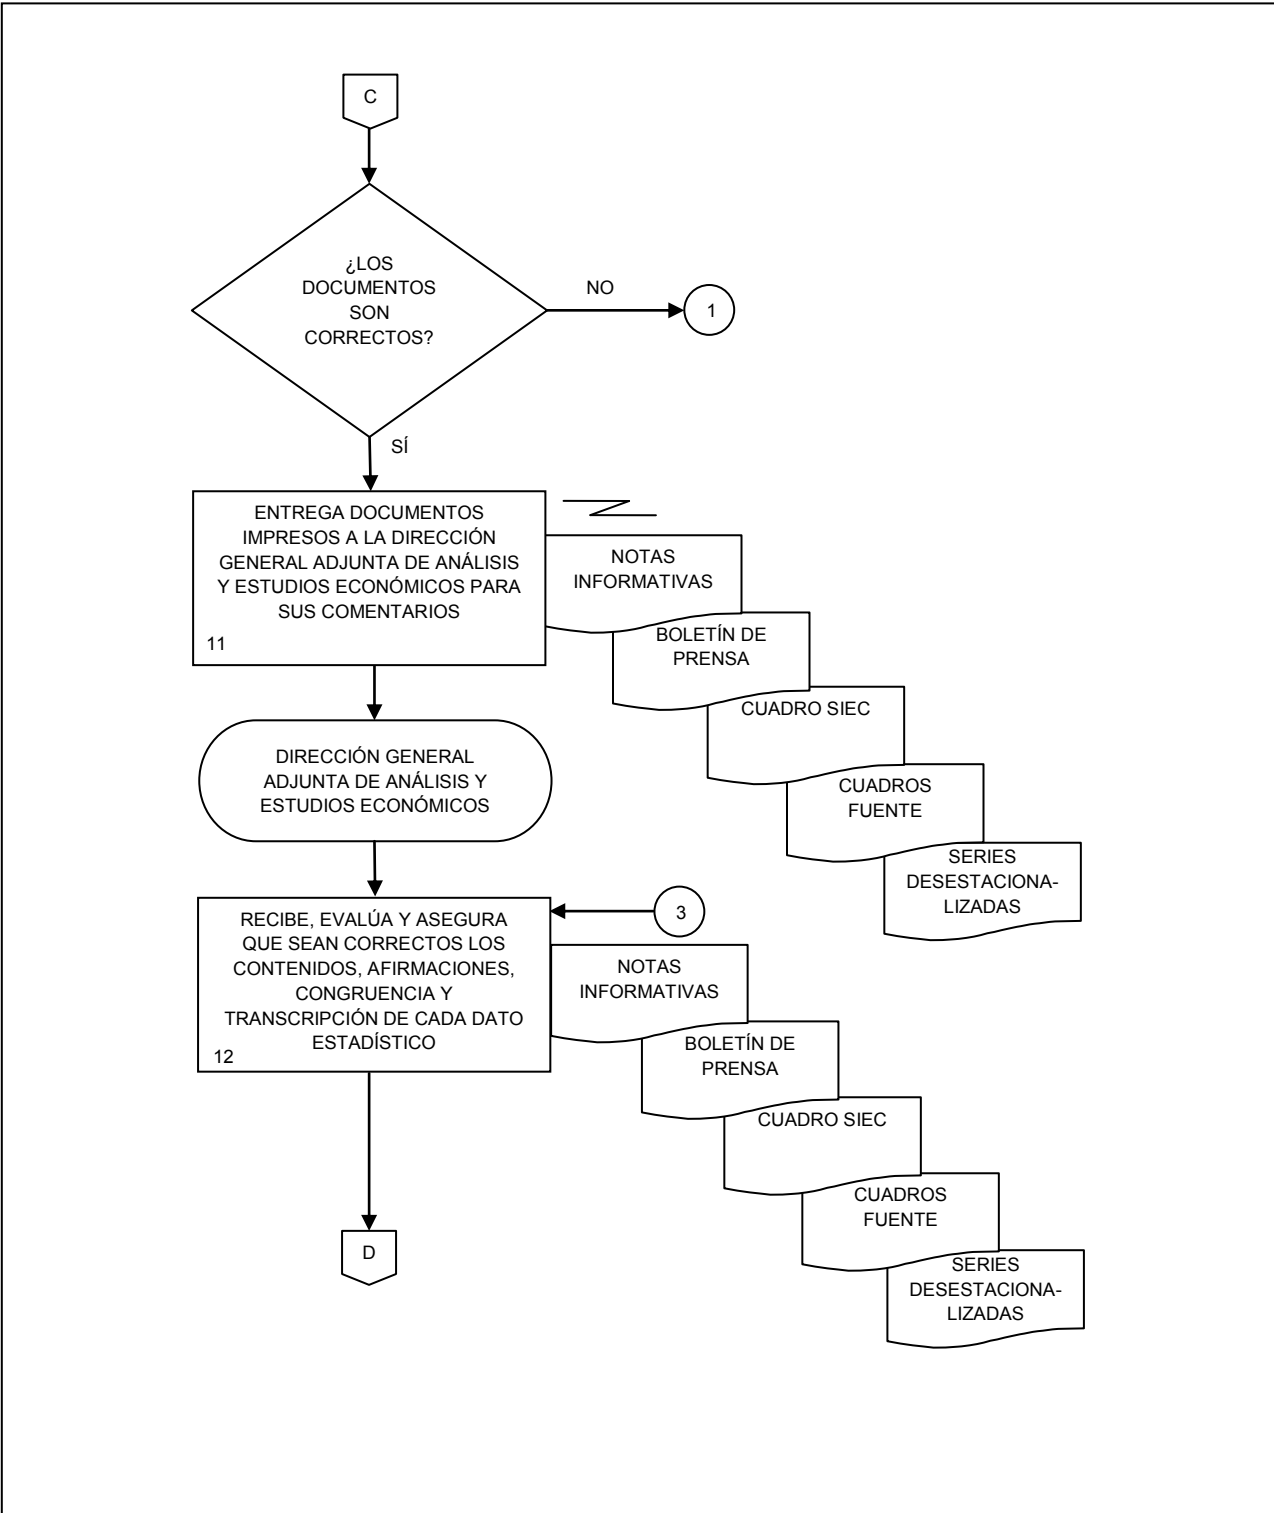 C
¿LOS
DOCUMENTOS
SON
CORRECTOS?
NO
1
SÍ
ENTREGA DOCUMENTOS
IMPRESOS A LA DIRECCIÓN
GENERAL ADJUNTA DE ANÁLISIS
Y ESTUDIOS ECONÓMICOS PARA
SUS COMENTARIOS
11
NOTAS
INFORMATIVAS
BOLETÍN DE
PRENSA
CUADRO SIEC
CUADROS
FUENTE
SERIES
DESESTACIONA-
LIZADAS
DIRECCIÓN GENERAL
ADJUNTA DE ANÁLISIS Y
ESTUDIOS ECONÓMICOS
RECIBE, EVALÚA Y ASEGURA
QUE SEAN CORRECTOS LOS
CONTENIDOS, AFIRMACIONES,
CONGRUENCIA Y
TRANSCRIPCIÓN DE CADA DATO
ESTADÍSTICO
12
3
NOTAS
INFORMATIVAS
BOLETÍN DE
PRENSA
CUADRO SIEC
CUADROS
FUENTE
SERIES
DESESTACIONA-
LIZADAS
D